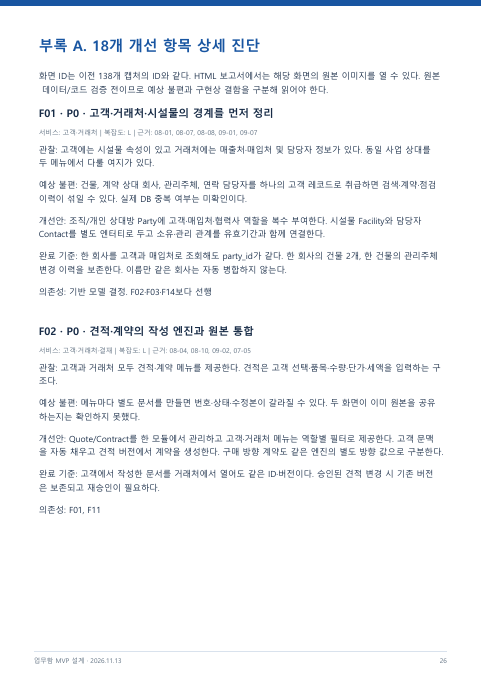 부록 A. 18개 개선 항목 상세 진단
화면 ID는 이전 138개 캡처의 ID와 같다. HTML 보고서에서는 해당 화면의 원본 이미지를 열 수 있다. 원본
데이터/코드 검증 전이므로 예상 불편과 구현상 결함을 구분해 읽어야 한다.
F01 · P0 · 고객·거래처·시설물의 경계를 먼저 정리
서비스: 고객·거래처 | 복잡도: L | 근거: 08-01, 08-07, 08-08, 09-01, 09-07
관찰: 고객에는 시설물 속성이 있고 거래처에는 매출처·매입처 및 담당자 정보가 있다. 동일 사업 상대를
두 메뉴에서 다룰 여지가 있다.
예상 불편: 건물, 계약 상대 회사, 관리주체, 연락 담당자를 하나의 고객 레코드로 취급하면 검색·계약·점검
이력이 섞일 수 있다. 실제 DB 중복 여부는 미확인이다.
개선안: 조직/개인 상대방 Party에 고객·매입처·협력사 역할을 복수 부여한다. 시설물 Facility와 담당자
Contact를 별도 엔터티로 두고 소유·관리 관계를 유효기간과 함께 연결한다.
완료 기준: 한 회사를 고객과 매입처로 조회해도 party_id가 같다. 한 회사의 건물 2개, 한 건물의 관리주체
변경 이력을 보존한다. 이름만 같은 회사는 자동 병합하지 않는다.
의존성: 기반 모델 결정. F02·F03·F14보다 선행
F02 · P0 · 견적·계약의 작성 엔진과 원본 통합
서비스: 고객·거래처·결재 | 복잡도: L | 근거: 08-04, 08-10, 09-02, 07-05
관찰: 고객과 거래처 모두 견적·계약 메뉴를 제공한다. 견적은 고객 선택·품목·수량·단가·세액을 입력하는 구
조다.
예상 불편: 메뉴마다 별도 문서를 만들면 번호·상태·수정본이 갈라질 수 있다. 두 화면이 이미 원본을 공유
하는지는 확인하지 못했다.
개선안: Quote/Contract를 한 모듈에서 관리하고 고객·거래처 메뉴는 역할별 필터로 제공한다. 고객 문맥
을 자동 채우고 견적 버전에서 계약을 생성한다. 구매 방향 계약도 같은 엔진의 별도 방향 값으로 구분한다.
완료 기준: 고객에서 작성한 문서를 거래처에서 열어도 같은 ID·버전이다. 승인된 견적 변경 시 기존 버전
은 보존되고 재승인이 필요하다.
의존성: F01, F11
업무함 MVP 설계 · 2026.11.13
26